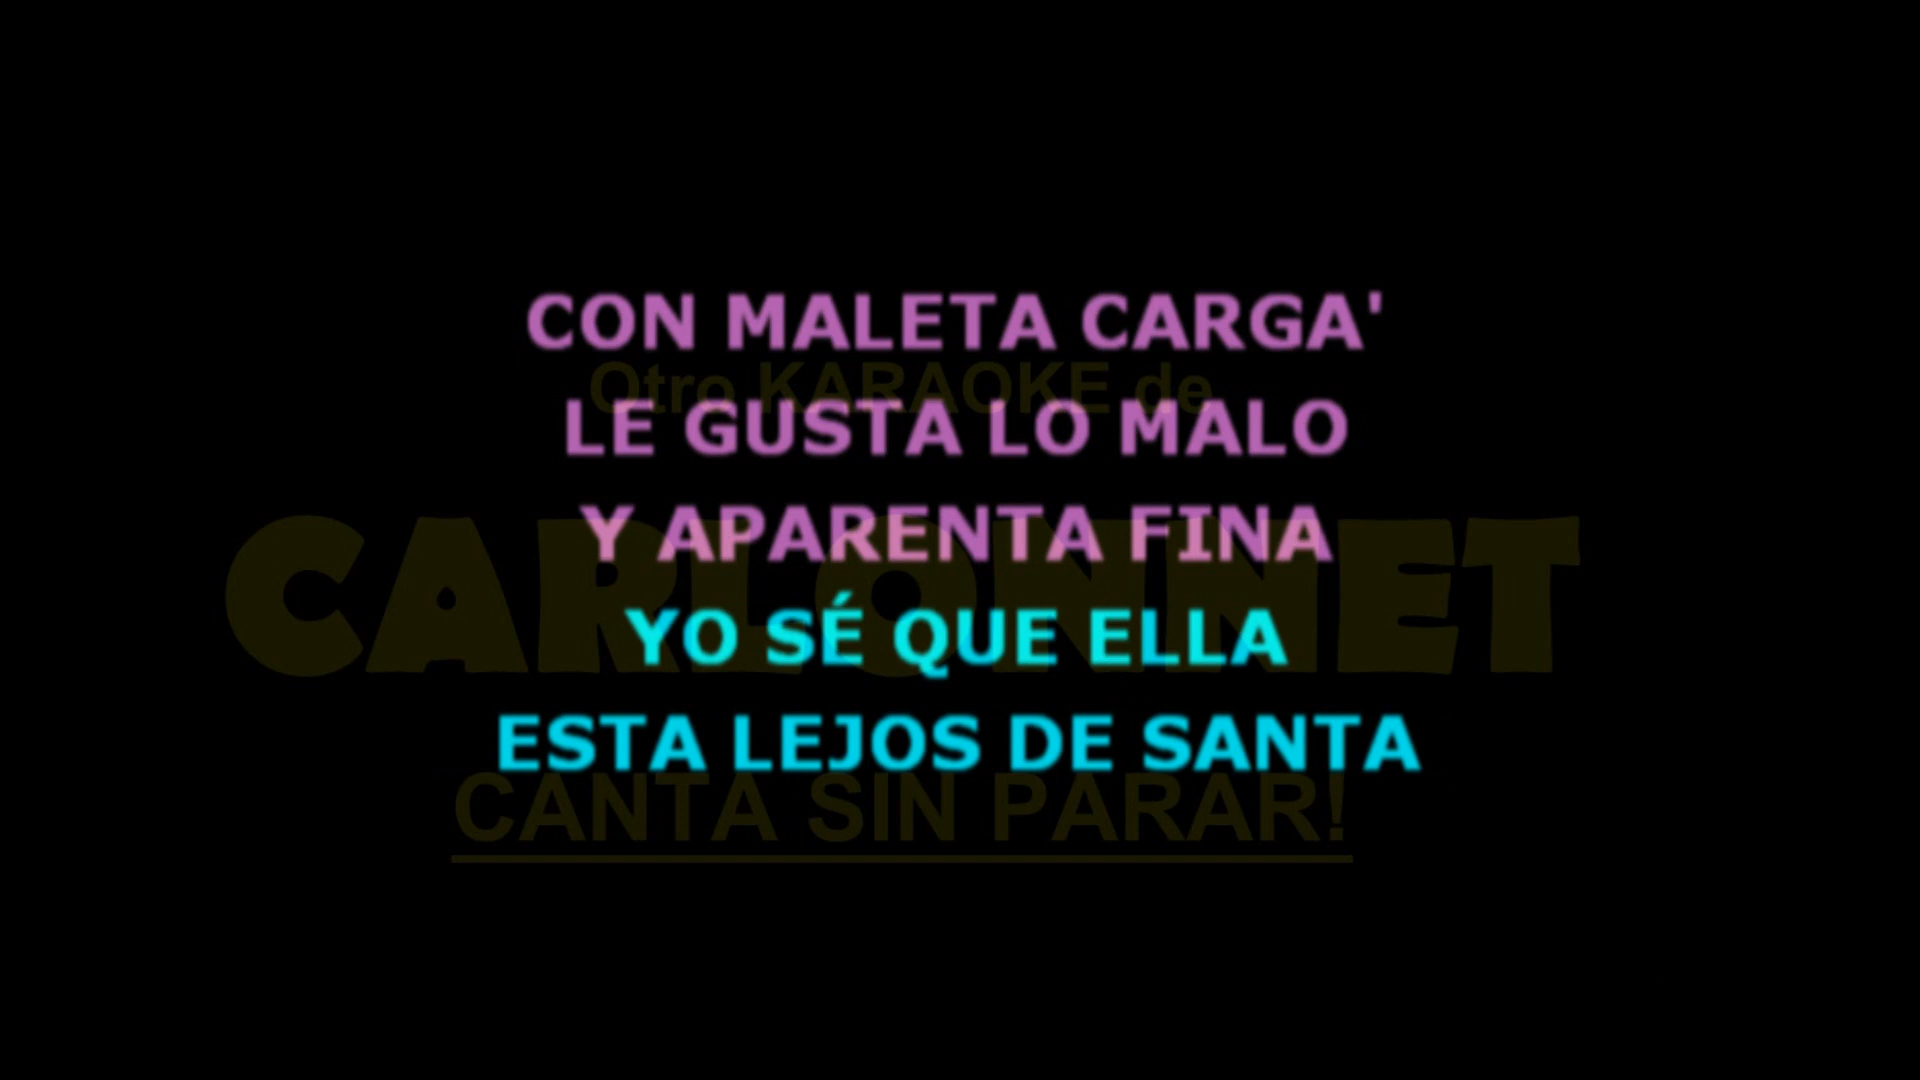 CON MALETA CARGA'
Otro KARAOKE de
LE GUSTA LO MALO
Y APARENTA FINA
CARLONNET
YO SÉ QUE ELLA
ESTA LEJOS DE SANTA
CANTA SIN PARAR!